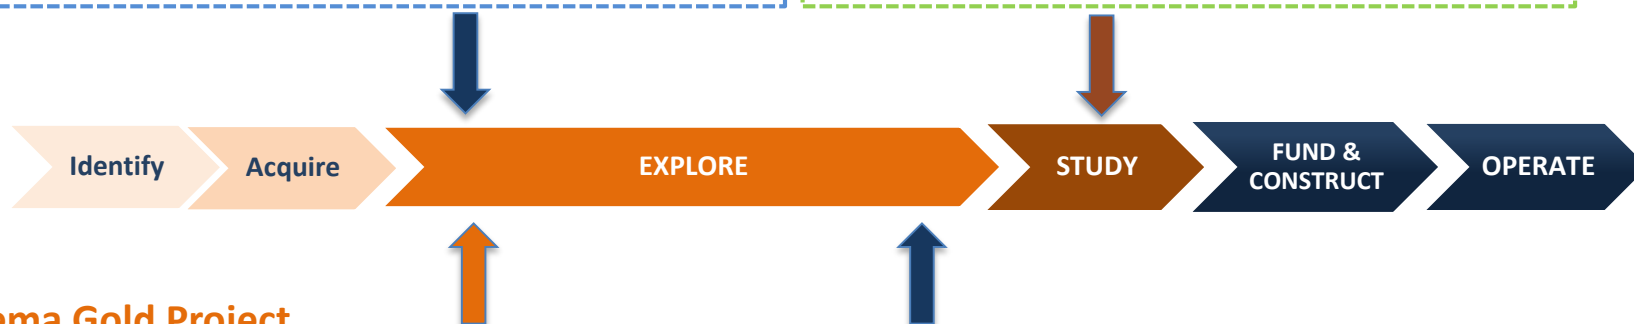 Identify
Acquire
EXPLORE
STUDY
FUND &
CONSTRUCT
OPERATE
Gold Project